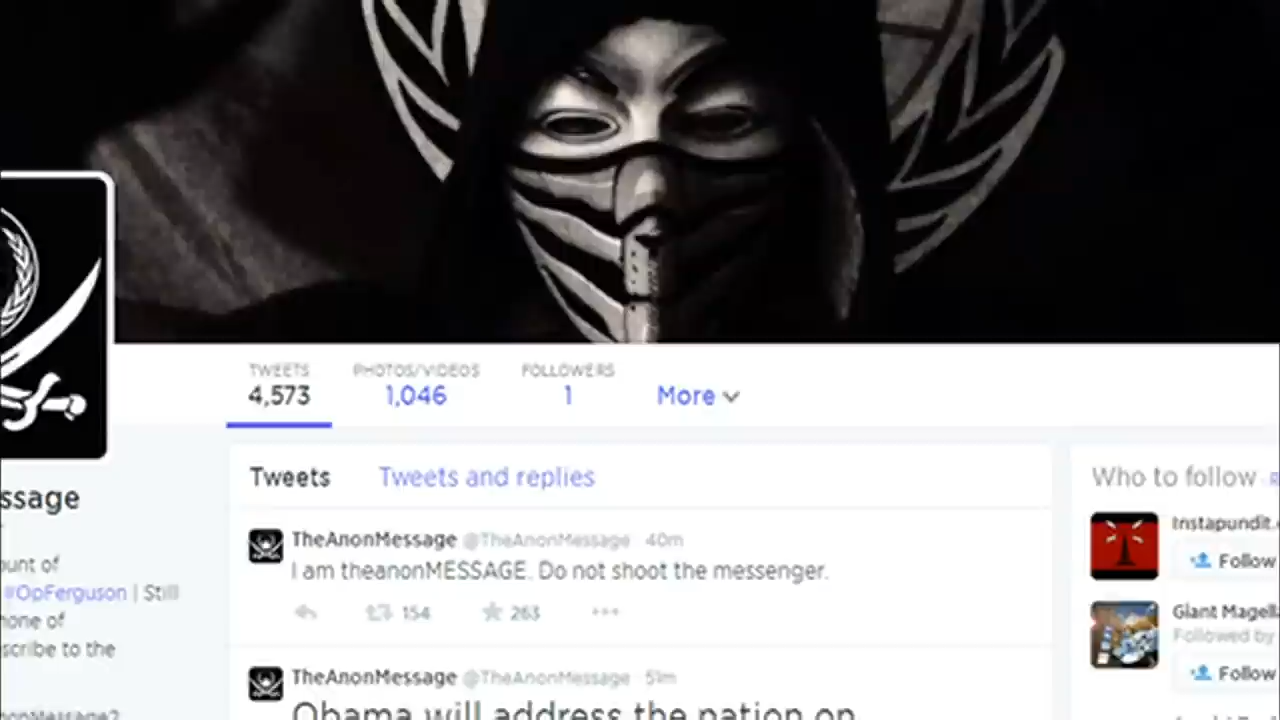 TWEETS PHOTOS/VIDEOS FOLLOWERS
4,573 1,046 1 More
ssage
ount of
#OpFerguson | Still
none of
scribe to the
Tweets Tweets and replies
TheAnonMessage @TheAnonMessage · 40m
I am theanonMESSAGE. Do not shoot the messenger.
154 263
TheAnonMessage @TheAnonMessage · 51m
Obama will address the nation on
Who to follow
Instapundit.
Follow
Giant Magell
Followed by
Follow